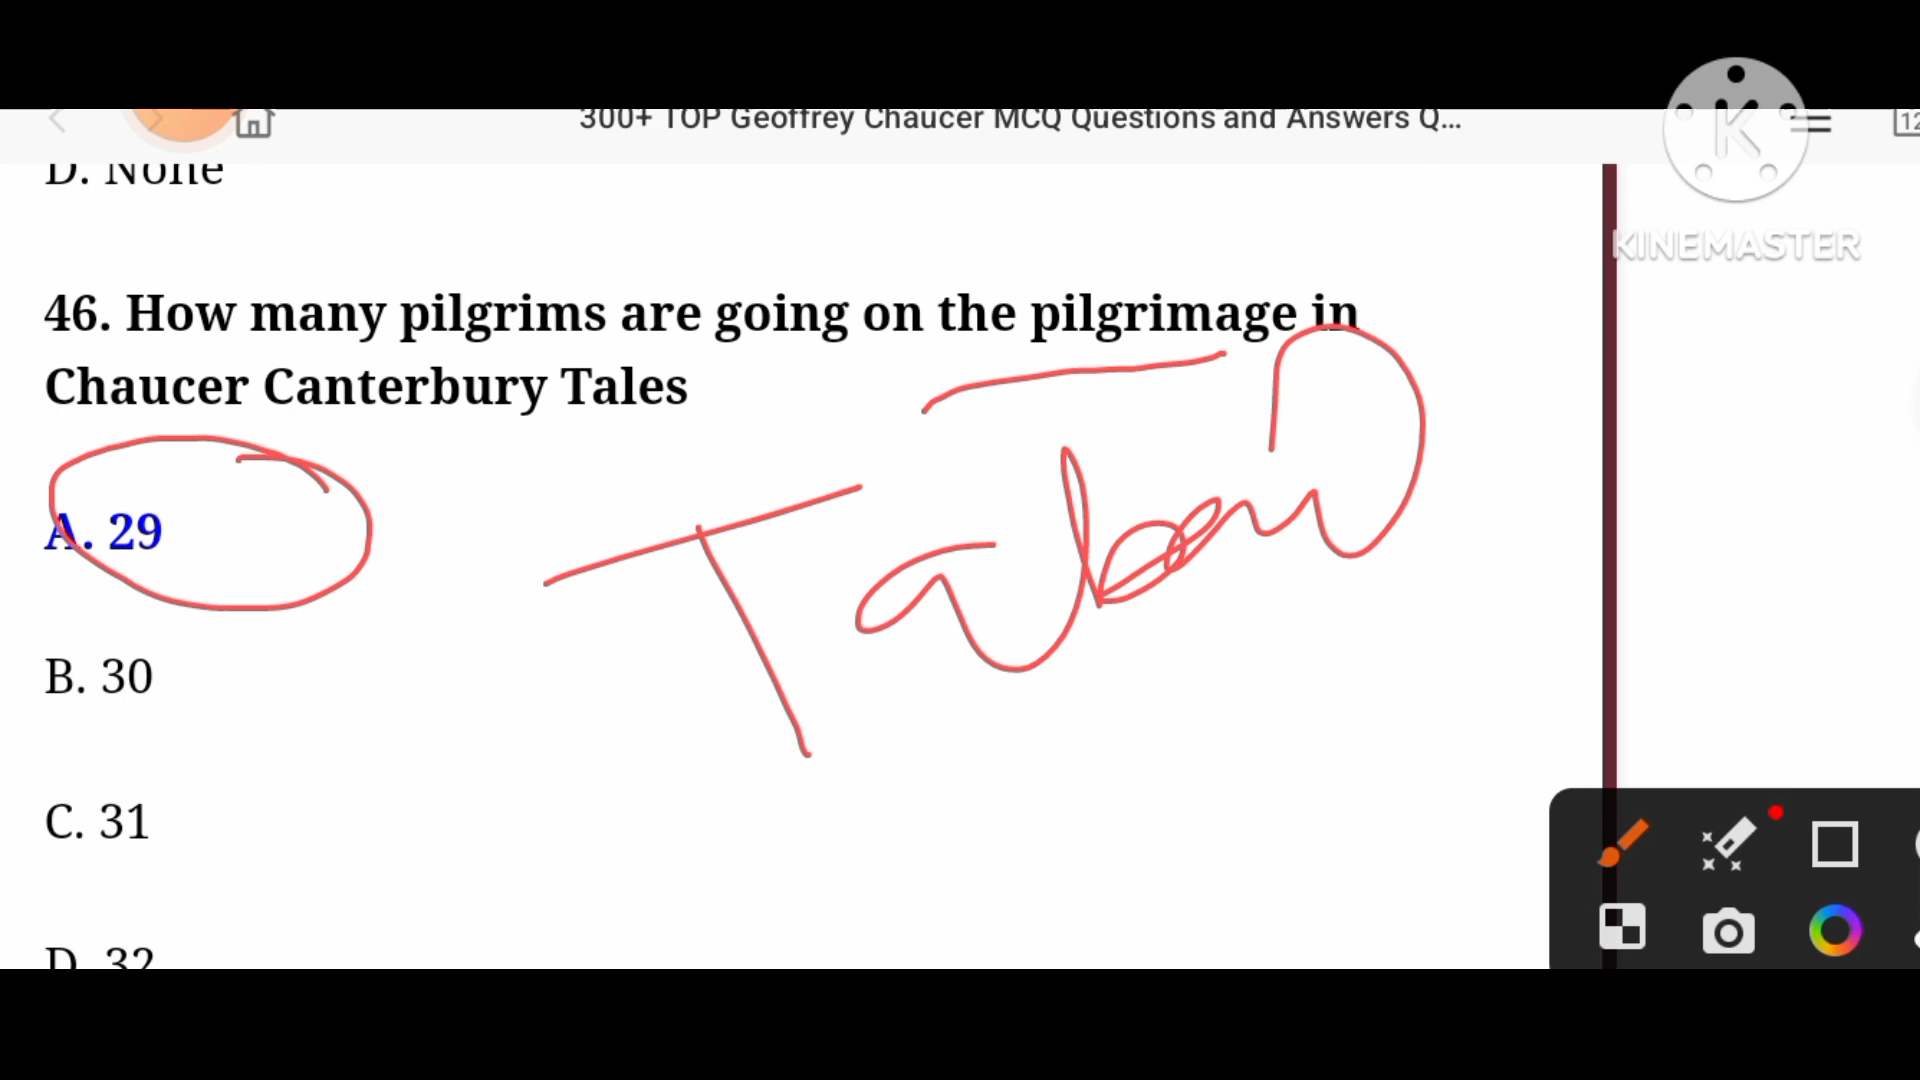 300+ TOP Geoffrey Chaucer MCQ Questions and Answers Q...
12
KINEMASTER
D. None
46. How many pilgrims are going on the pilgrimage in
Chaucer Canterbury Tales
A. 29
B. 30
C. 31
D. 32